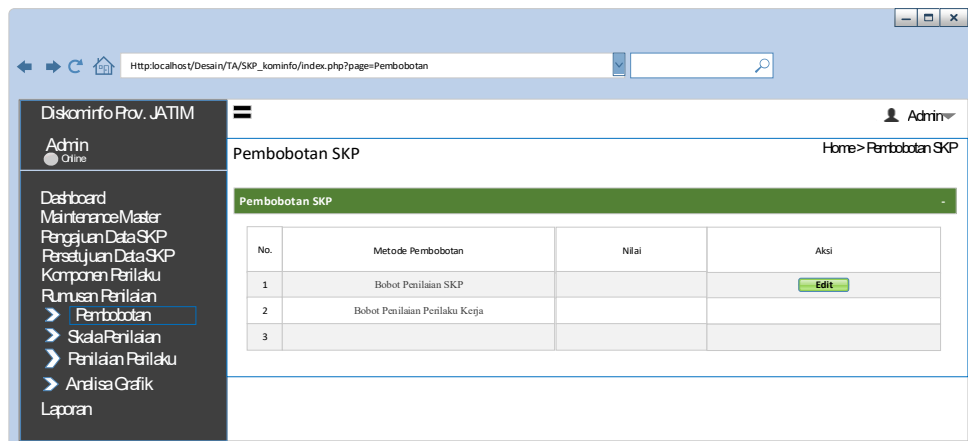 Http:localhost/Desain/TA/SKP_kominfo/index.php?page=Pembobotan
Diskominfo Prov. JATIM
Admin
Admin
Online
Pembobotan SKP
Home > Pembobotan SKP
Dashboard
Maintenance Master
Pengajuan Data SKP
Persetujuan Data SKP
Komponen Perilaku
Rumusan Penilaian
Pembobotan
Skala Penilaian
Penilaian Perilaku
Analisa Grafik
Laporan
Pembobotan SKP -
No. Metode Pembobotan Nilai Aksi
1 Bobot Penilaian SKP Edit
2 Bobot Penilaian Perilaku Kerja
3